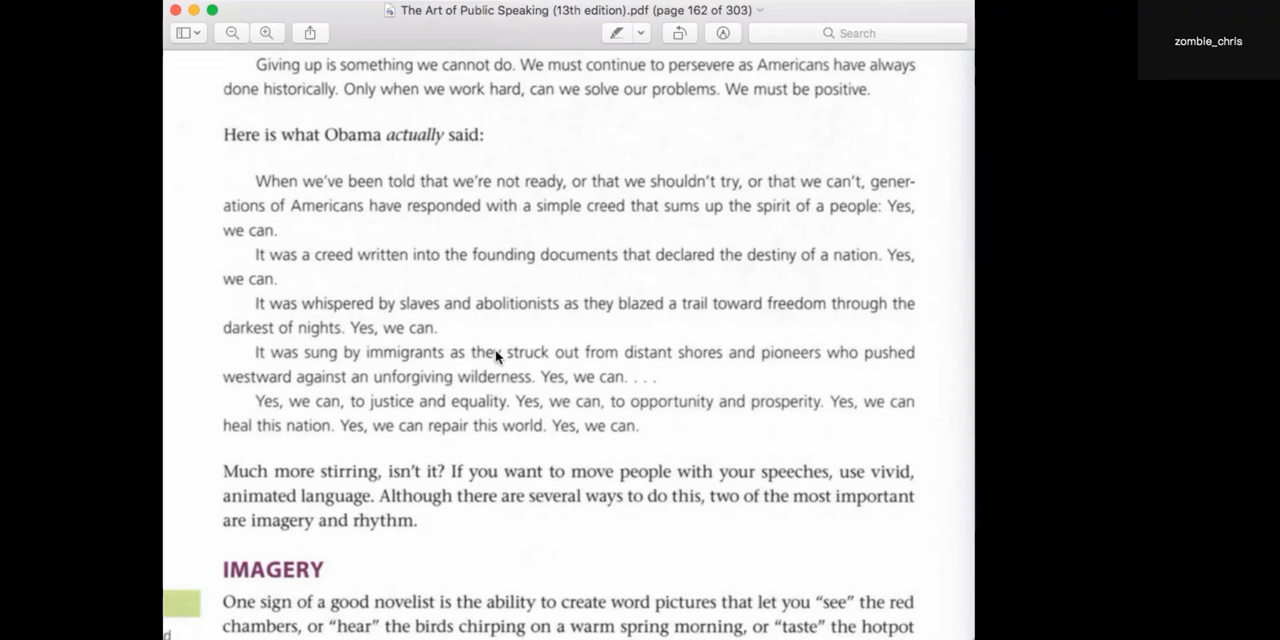 The Art of Public Speaking (13th edition).pdf (page 162 of 303)
Search
zombie_chris
Giving up is something we cannot do. We must continue to persevere as Americans have always
done historically. Only when we work hard, can we solve our problems. We must be positive.
Here is what Obama actually said:
When we've been told that we're not ready, or that we shouldn't try, or that we can't, gener-
ations of Americans have responded with a simple creed that sums up the spirit of a people: Yes,
we can.
It was a creed written into the founding documents that declared the destiny of a nation. Yes,
we can.
It was whispered by slaves and abolitionists as they blazed a trail toward freedom through the
darkest of nights. Yes, we can.
It was sung by immigrants as they struck out from distant shores and pioneers who pushed
westward against an unforgiving wilderness. Yes, we can. . . .
Yes, we can, to justice and equality. Yes, we can, to opportunity and prosperity. Yes, we can
heal this nation. Yes, we can repair this world. Yes, we can.
Much more stirring, isn't it? If you want to move people with your speeches, use vivid,
animated language. Although there are several ways to do this, two of the most important
are imagery and rhythm.
IMAGERY
One sign of a good novelist is the ability to create word pictures that let you “see” the red
d chambers, or “hear” the birds chirping on a warm spring morning, or “taste” the hotpot